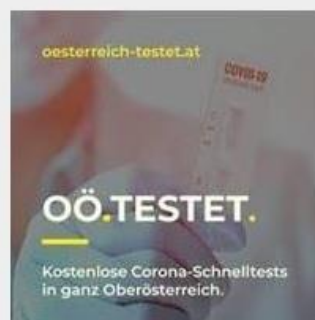 oesterreich-testet.at
COVID-19
OÖ.TESTET.
Kostenlose Corona-Schnelltests
in ganz Oberösterreich.